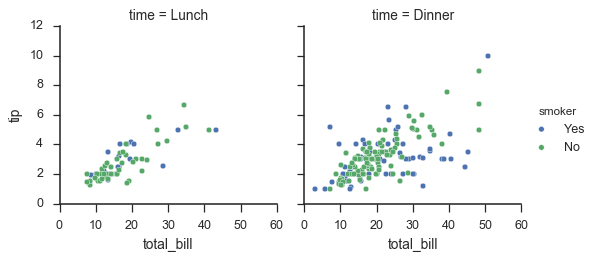 time = Lunch
time = Dinner
12
10
8
6
4
2
0
tip
0 10 20 30 40 50 60
0 10 20 30 40 50 60
total_bill
total_bill
smoker
Yes
No